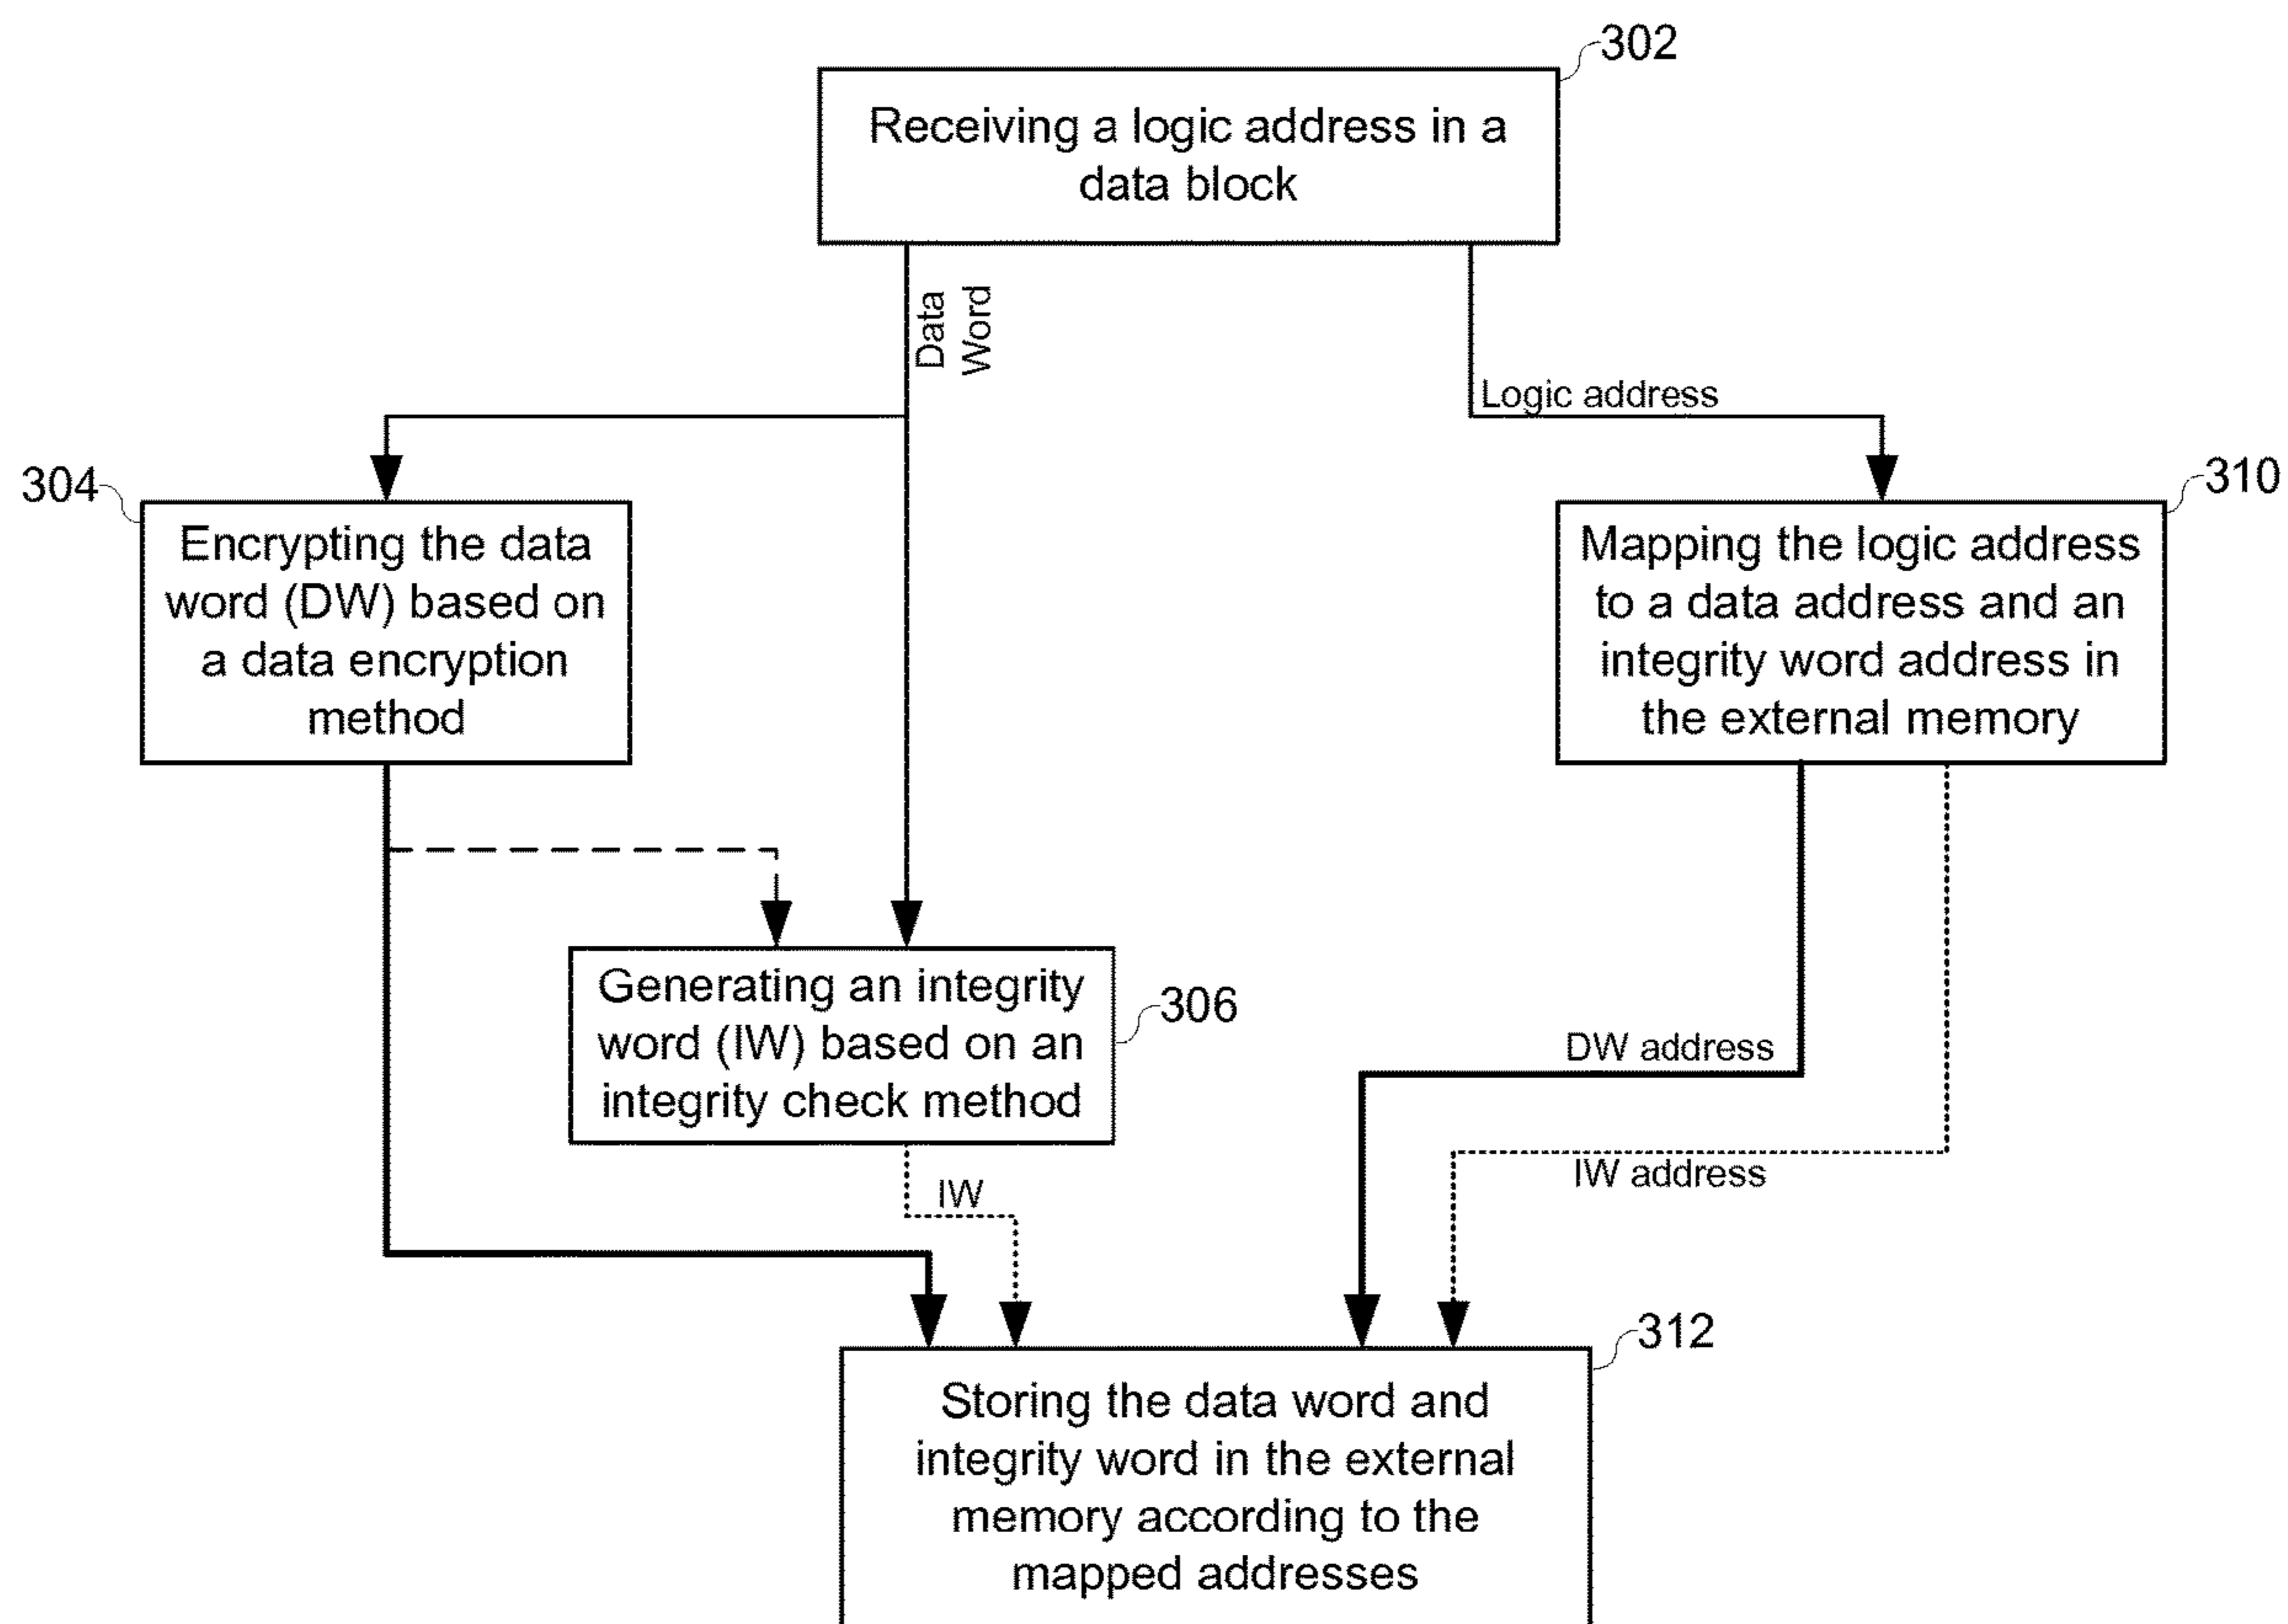 302
Receiving a logic address in a
data block
Data
Word
Logic address
304
Encrypting the data
word (DW) based on
a data encryption
method
310
Mapping the logic address
to a data address and an
integrity word address in
the external memory
Generating an integrity
word (IW) based on an
integrity check method
306
DW address
IW address
IW
312
Storing the data word and
integrity word in the external
memory according to the
mapped addresses